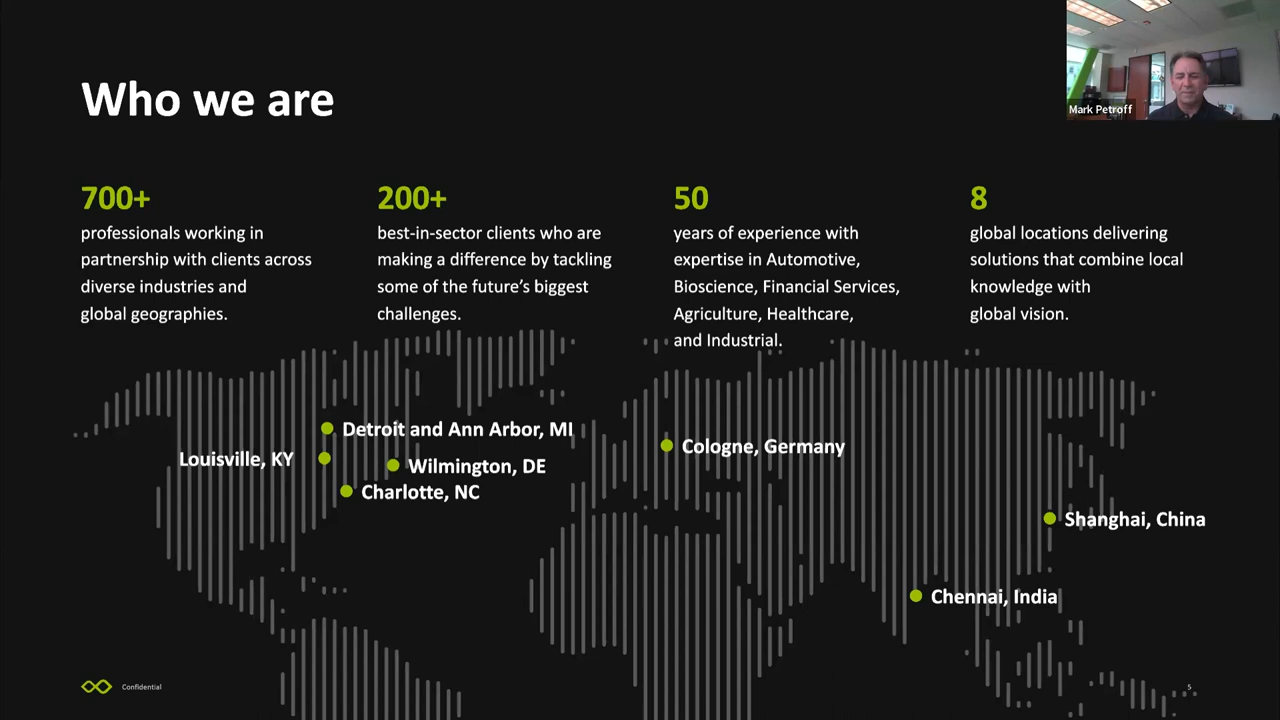 Mark Petroff
Who we are
700+
professionals working in
partnership with clients across
diverse industries and
global geographies.
200+
best-in-sector clients who are
making a difference by tackling
some of the future’s biggest
challenges.
50
years of experience with
expertise in Automotive,
Bioscience, Financial Services,
Agriculture, Healthcare,
and Industrial.
8
global locations delivering
solutions that combine local
knowledge with
global vision.
Detroit and Ann Arbor, MI
Louisville, KY
Wilmington, DE
Charlotte, NC
Cologne, Germany
Shanghai, China
Chennai, India
Confidential
5